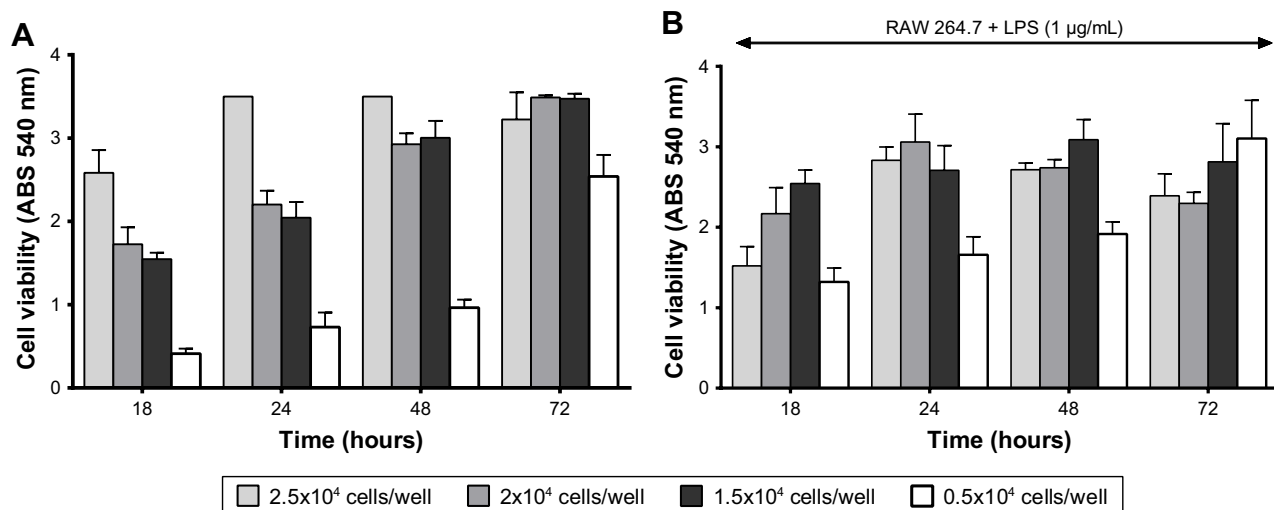 A
Cell viability (ABS 540 nm)
4
3
2
1
0
18 24 48 72
Time (hours)
B
RAW 264.7 + LPS (1 µg/mL)
Cell viability (ABS 540 nm)
4
3
2
1
0
18 24 48 72
Time (hours)
2.5x10⁴ cells/well 2x10⁴ cells/well 1.5x10⁴ cells/well 0.5x10⁴ cells/well